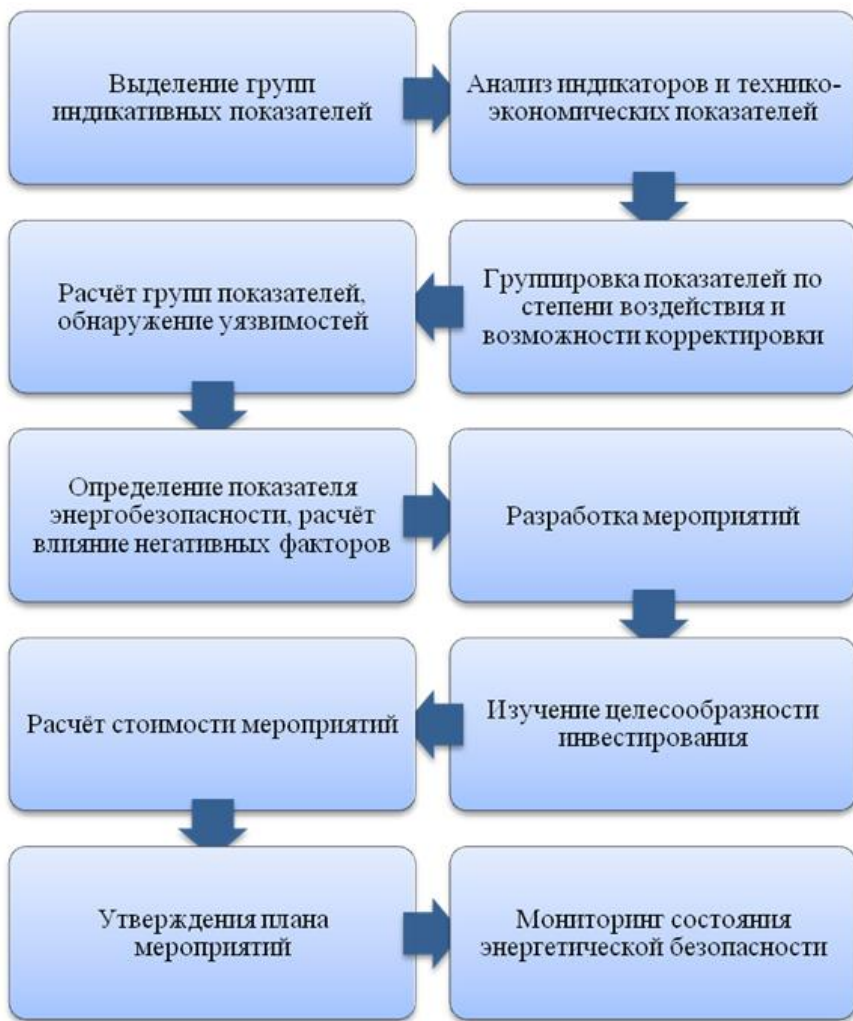 Выделение групп
индикативных показателей
Анализ индикаторов и технико-
экономических показателей
Группировка показателей по
степени воздействия и
возможности корректировки
Расчёт групп показателей,
обнаружение уязвимостей
Определение показателя
энергобезопасности, расчёт
влияние негативных факторов
Разработка мероприятий
Изучение целесообразности
инвестирования
Расчёт стоимости мероприятий
Утверждения плана
мероприятий
Мониторинг состояния
энергетической безопасности